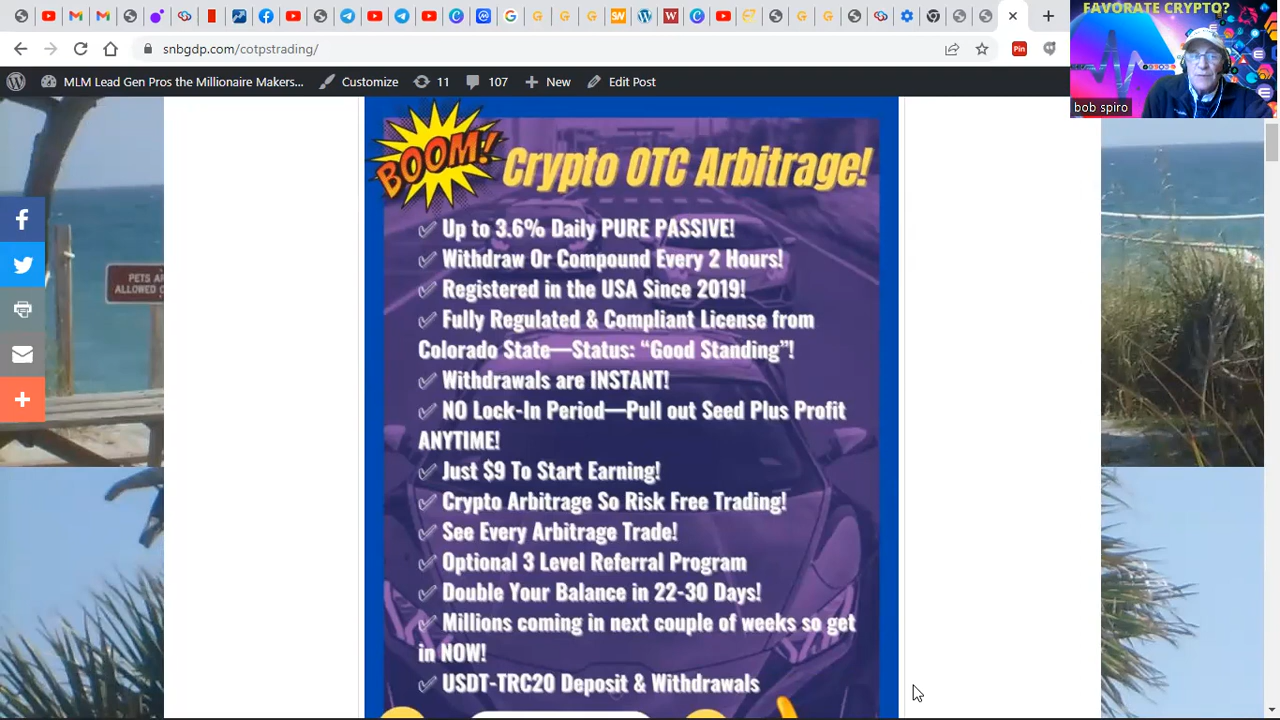 FAVORATE CRYPTO?
snbgdp.com/cotpstrading/
Pin
MLM Lead Gen Pros the Millionaire Makers...
Customize
11
107
New
Edit Post
bob spiro
BOOM!
Crypto OTC Arbitrage!
✓ Up to 3.6% Daily PURE PASSIVE!
✓ Withdraw Or Compound Every 2 Hours!
✓ Registered in the USA Since 2019!
✓ Fully Regulated & Compliant License from
Colorado State—Status: “Good Standing”!
✓ Withdrawals are INSTANT!
✓ NO Lock-In Period—Pull out Seed Plus Profit
ANYTIME!
✓ Just $9 To Start Earning!
✓ Crypto Arbitrage So Risk Free Trading!
✓ See Every Arbitrage Trade!
✓ Optional 3 Level Referral Program
✓ Double Your Balance in 22-30 Days!
✓ Millions coming in next couple of weeks so get
in NOW!
✓ USDT-TRC20 Deposit & Withdrawals
PETS AR
ALLOWED O